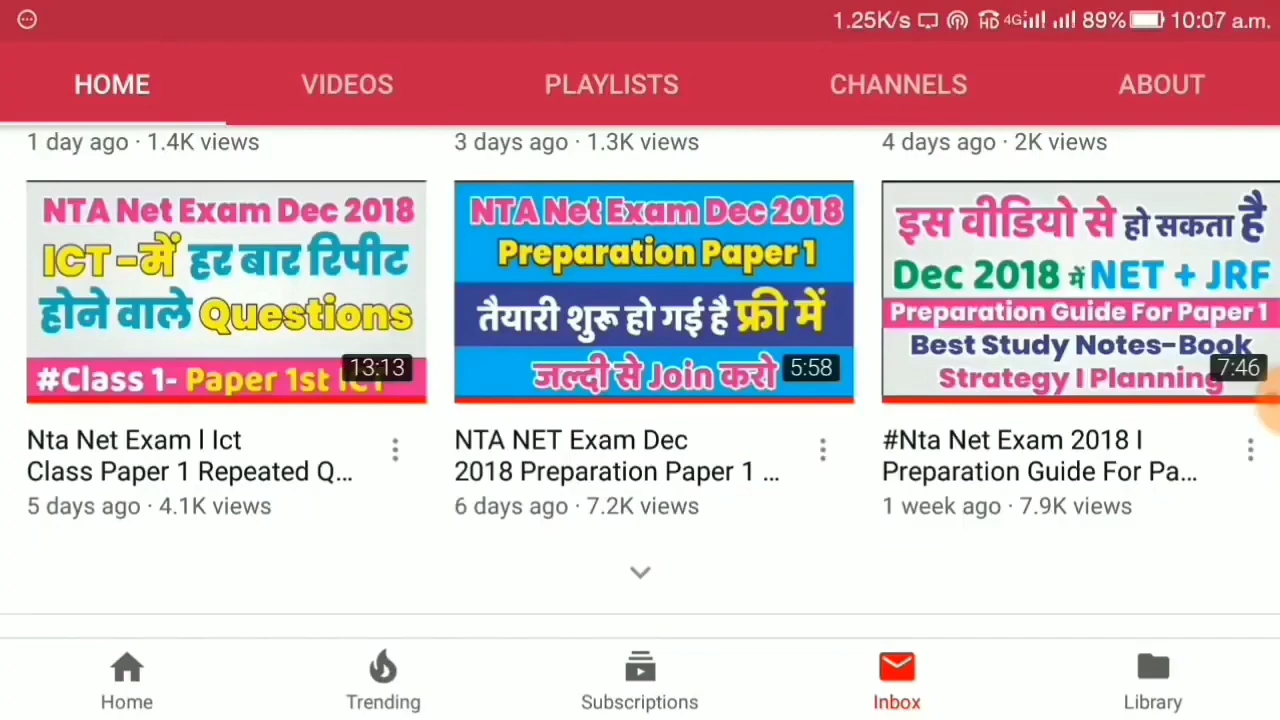 1.25K/s HD 4G 89% 10:07 a.m.
HOME VIDEOS PLAYLISTS CHANNELS ABOUT
1 day ago · 1.4K views
3 days ago · 1.3K views
4 days ago · 2K views
NTA Net Exam Dec 2018
ICT -में हर बार रिपीट
होने वाले Questions
#Class 1- Paper 1st ICT
13:13
NTA Net Exam Dec 2018
Preparation Paper 1
तैयारी शुरू हो गई है फ्री में
जल्दी से Join करो
5:58
इस वीडियो से हो सकता है
Dec 2018 में NET + JRF
Preparation Guide For Paper 1
Best Study Notes-Book
Strategy I Planning
7:46
Nta Net Exam l Ict
Class Paper 1 Repeated Q...
5 days ago · 4.1K views
NTA NET Exam Dec
2018 Preparation Paper 1 ...
6 days ago · 7.2K views
#Nta Net Exam 2018 I
Preparation Guide For Pa...
1 week ago · 7.9K views
Home Trending Subscriptions Inbox Library